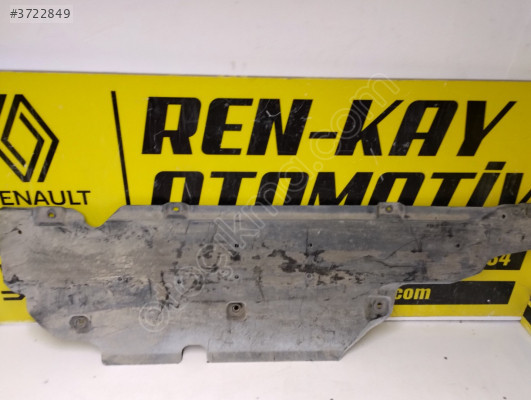 #3722849
REN-KAY
RENAULT
OTOMOTİV
.com